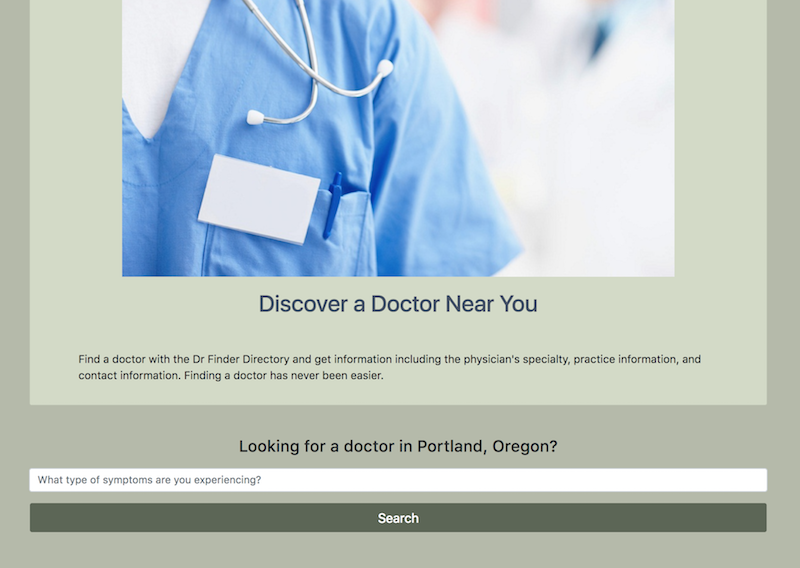 Discover a Doctor Near You
Find a doctor with the Dr Finder Directory and get information including the physician's specialty, practice information, and
contact information. Finding a doctor has never been easier.
Looking for a doctor in Portland, Oregon?
What type of symptoms are you experiencing?
Search